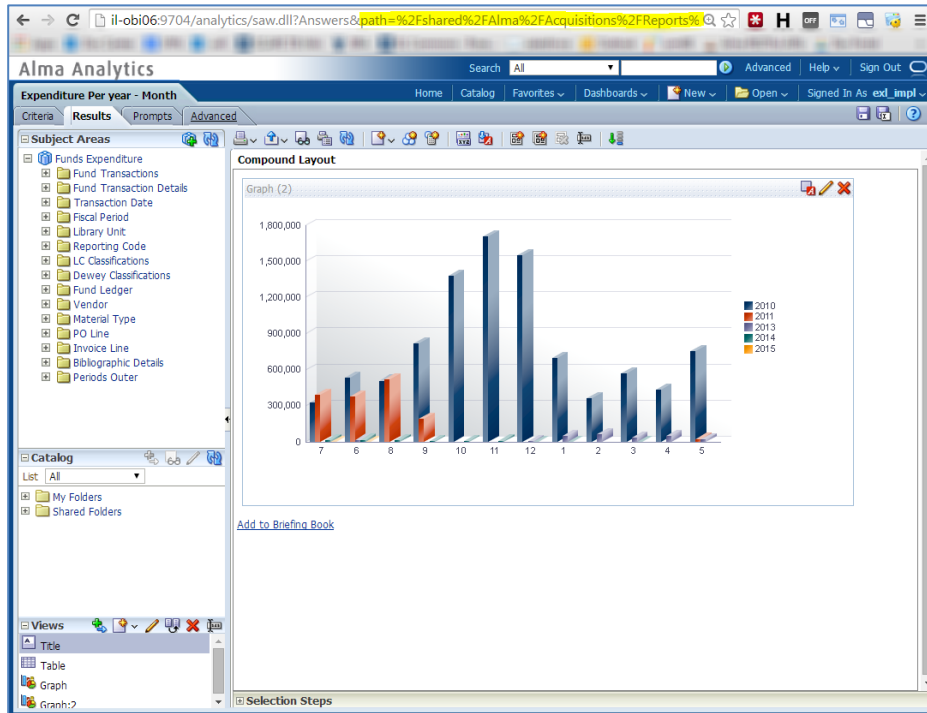 il-obi06:9704/analytics/saw.dll?Answers&path=%2Fshared%2FAlma%2FAcquisitions%2FReports%
H OFF
Alma Analytics Search All Advanced Help Sign Out
Expenditure Per year - Month Home Catalog Favorites Dashboards New Open Signed In As exl_impl
Criteria Results Prompts Advanced
Subject Areas
Compound Layout
Funds Expenditure
Fund Transactions
Fund Transaction Details
Transaction Date
Fiscal Period
Library Unit
Reporting Code
LC Classifications
Dewey Classifications
Fund Ledger
Vendor
Material Type
PO Line
Invoice Line
Bibliographic Details
Periods Outer
Graph (2)
1,800,000
1,500,000
1,200,000
900,000
600,000
300,000
0
7 6 8 9 10 11 12 1 2 3 4 5
2010
2011
2013
2014
2015
Add to Briefing Book
Catalog
List All
My Folders
Shared Folders
Views
Title
Table
Graph
Graph:2
Selection Steps